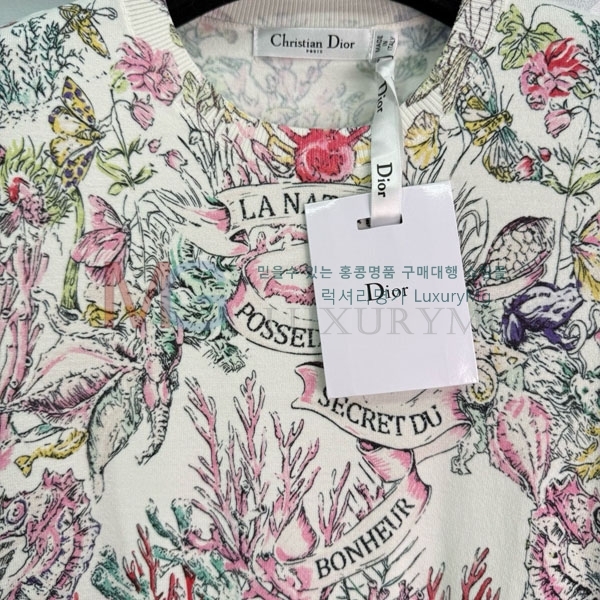 Christian Dior
PARIS
Dior
Dior
LA NAT
Dior
믿을수 있는 홍콩명품 구매대행
럭셔리
Luxury
LUXURYM
POSSED
SECRET DU
BONHEUR